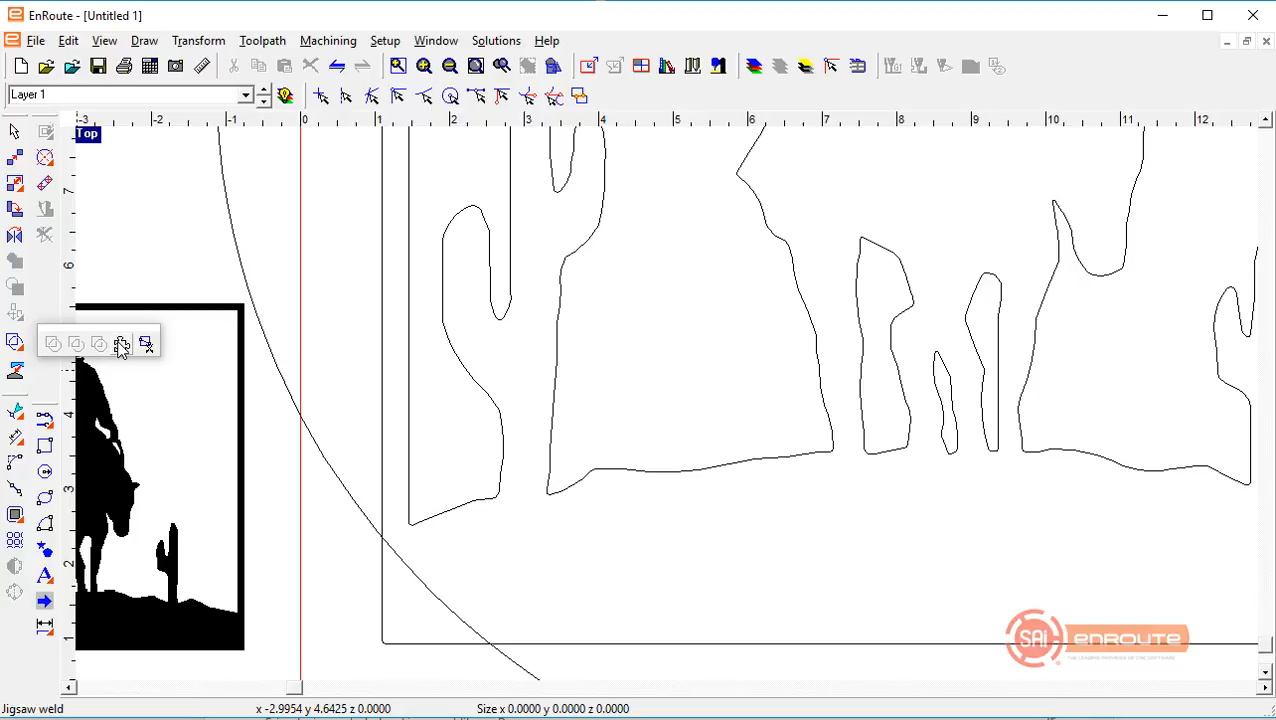 EnRoute - [Untitled 1]
File Edit View Draw Transform Toolpath Machining Setup Window Solutions Help
Layer 1
-3 -2 -1 0 1 2 3 4 5 6 7 8 9 10 11 12
Top
7
6
4
3
2
1
SAi ENROUTE
Jigsaw weld
x -2.9954 y 4.6425 z 0.0000
Size x 0.0000 y 0.0000 z 0.0000